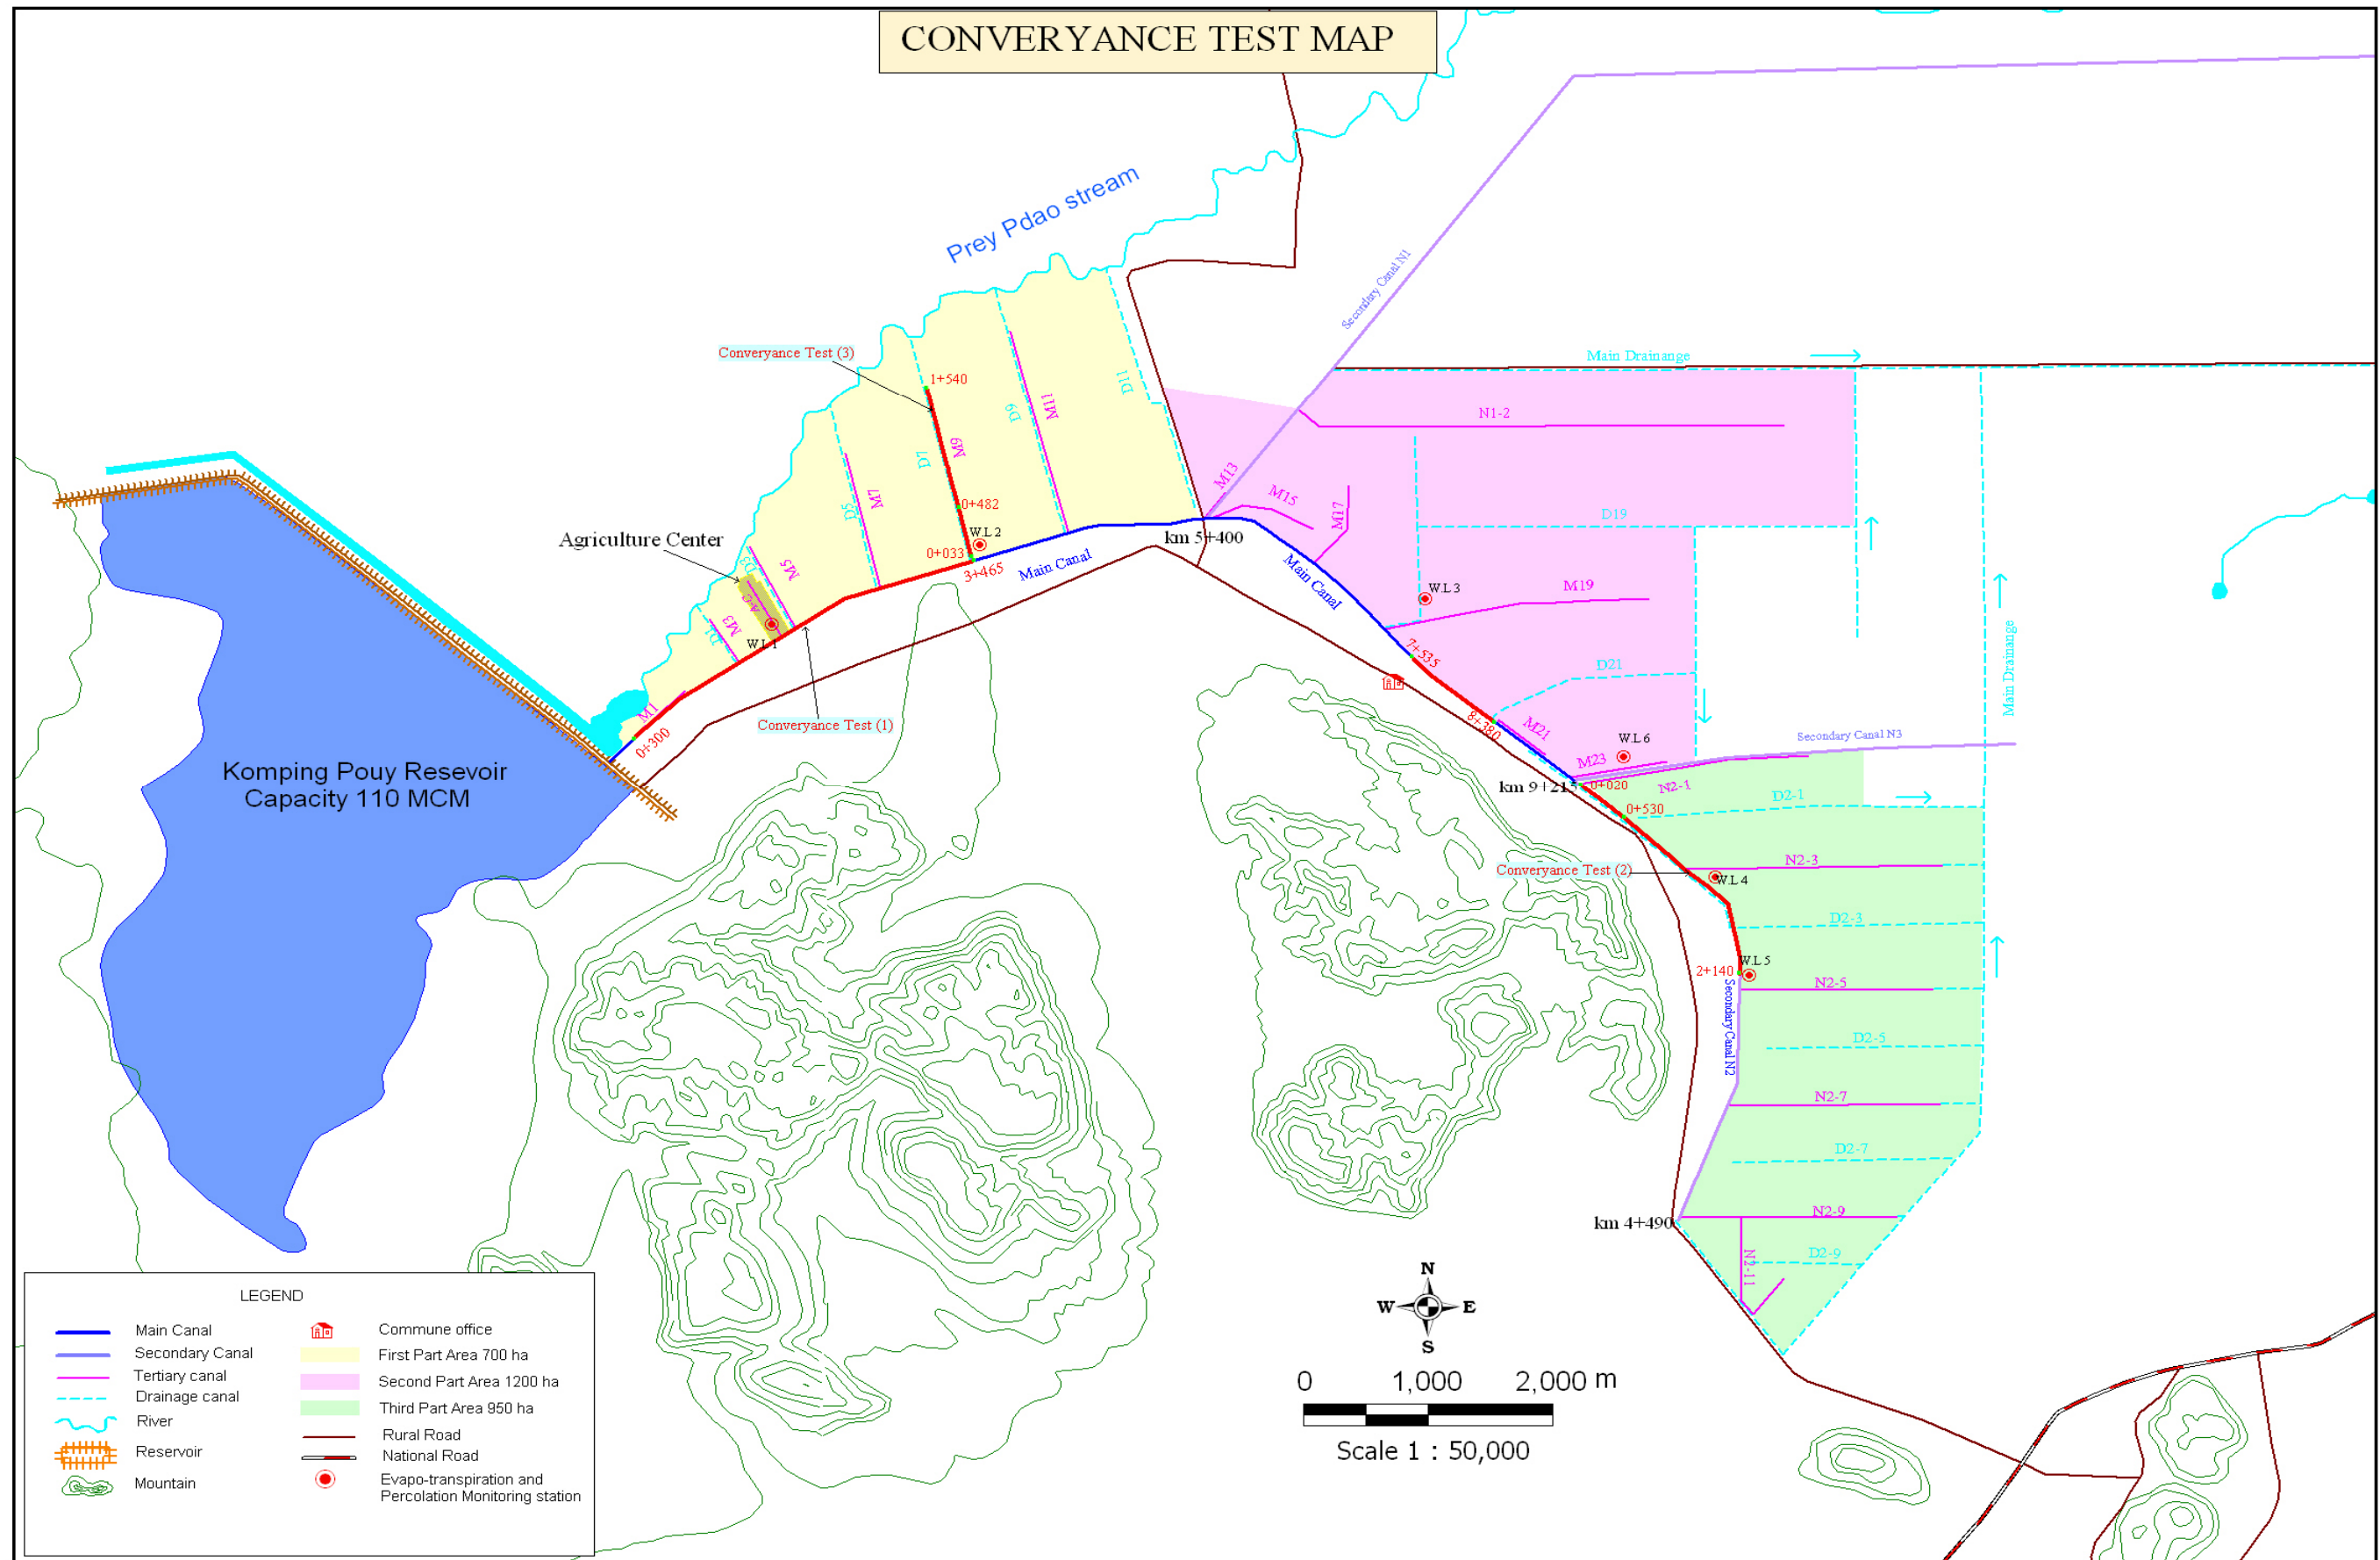 CONVERYANCE TEST MAP
Prey Pdao stream
Secondary Canal N1
Converyance Test (3)
Main Drainange
1+540
D11
M11
D9
N1-2
M9
D7
M13
M15
M17
M7
D5
0+482
D19
W.L 2
Agriculture Center
0+033
3+465
Main Canal
km 5+400
Main Canal
M5
D3
A-C
W.L 3
M19
M3
D1
W.L 1
7+535
D21
Main Drainange
M1
0+300
Converyance Test (1)
8+380
M21
W.L 6
Secondary Canal N3
M23
Komping Pouy Resevoir
Capacity 110 MCM
km 9+215
0+020
N2-1
D2-1
0+530
N2-3
Converyance Test (2)
W.L 4
D2-3
W.L 5
2+140
N2-5
Secondary Canal N2
D2-5
N2-7
D2-7
km 4+490
N2-9
N2-11
D2-9
N
W
E
S
0 1,000 2,000 m
Scale 1 : 50,000
LEGEND
Main Canal
Secondary Canal
Tertiary canal
Drainage canal
River
Reservoir
Mountain
Commune office
First Part Area 700 ha
Second Part Area 1200 ha
Third Part Area 950 ha
Rural Road
National Road
Evapo-transpiration and
Percolation Monitoring station